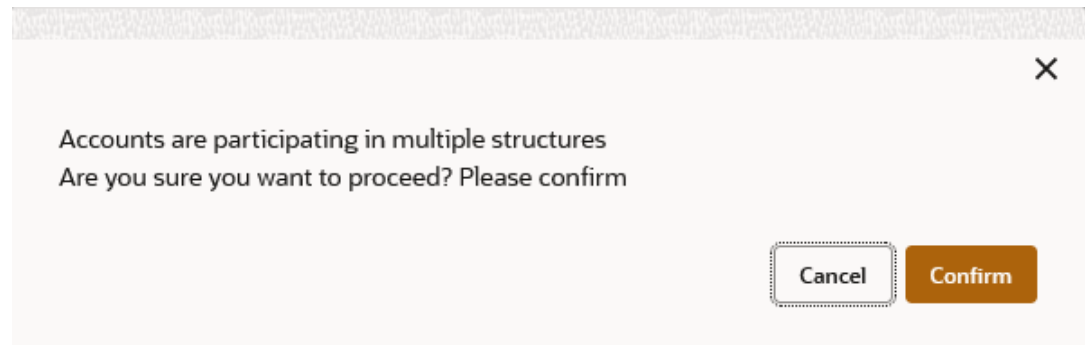 Accounts are participating in multiple structures
Are you sure you want to proceed? Please confirm
Cancel Confirm